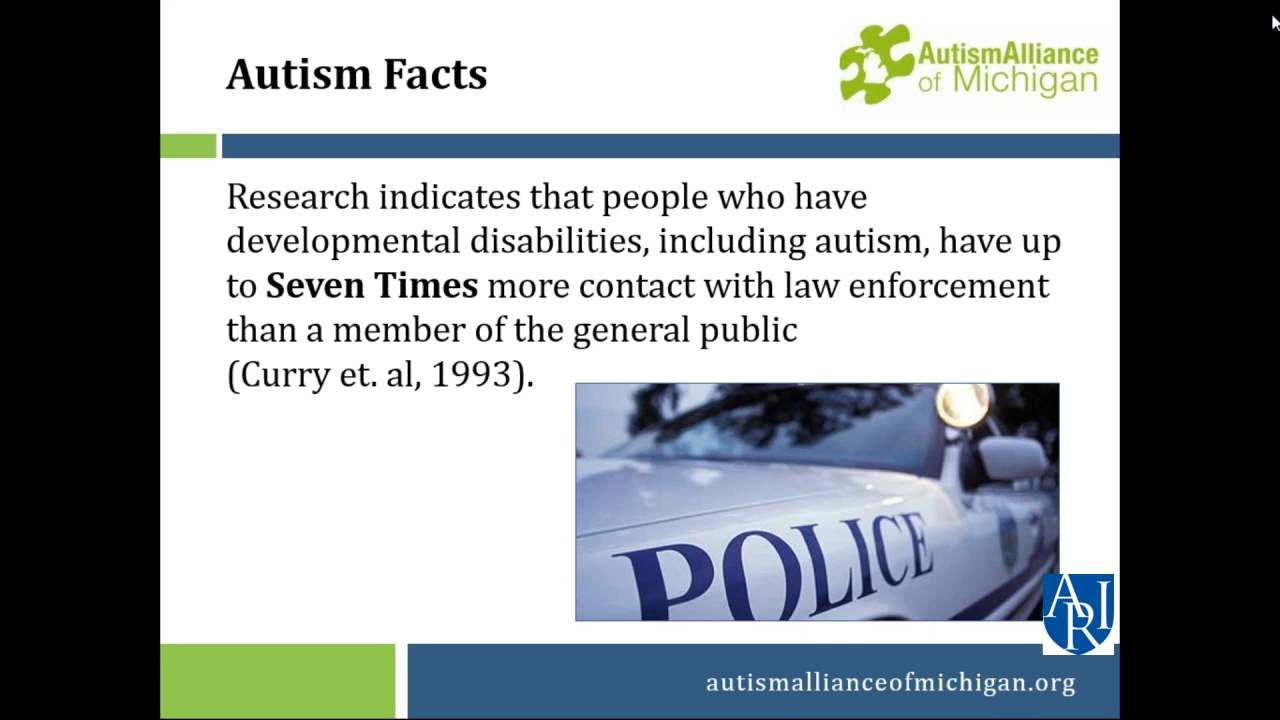 Autism Facts
AutismAlliance
of Michigan
Research indicates that people who have
developmental disabilities, including autism, have up
to Seven Times more contact with law enforcement
than a member of the general public
(Curry et. al, 1993).
POLICE
ARI
autismallianceofmichigan.org